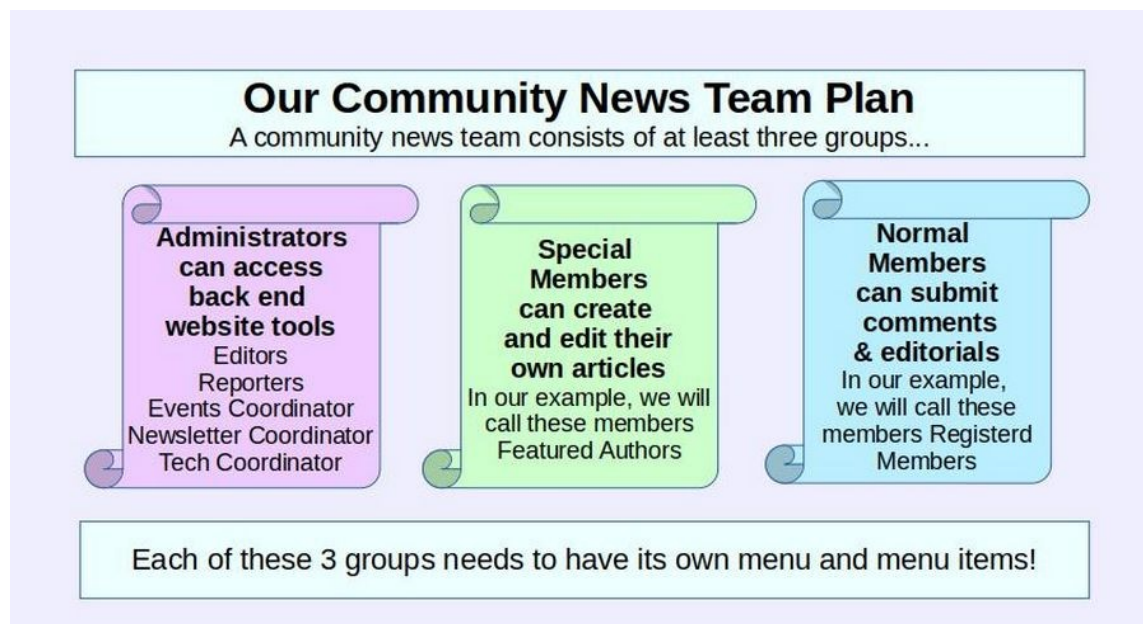 Our Community News Team Plan
A community news team consists of at least three groups...
Administrators
can access
back end
website tools
Editors
Reporters
Events Coordinator
Newsletter Coordinator
Tech Coordinator
Special
Members
can create
and edit their
own articles
In our example, we will
call these members
Featured Authors
Normal
Members
can submit
comments
& editorials
In our example,
we will call these
members Registerd
Members
Each of these 3 groups needs to have its own menu and menu items!